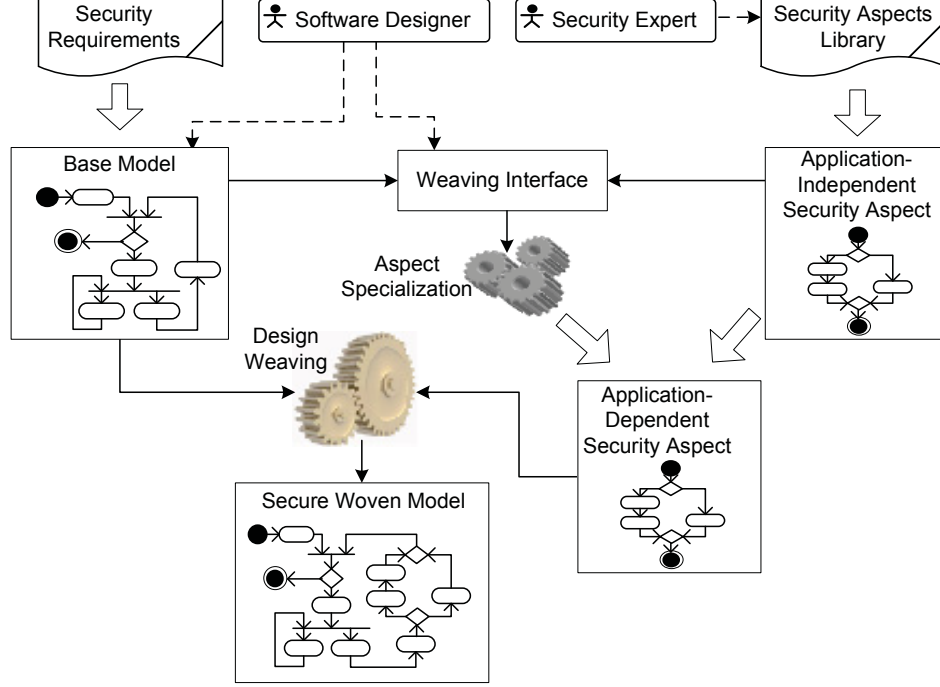 Security
Requirements
Software Designer
Security Expert
Security Aspects
Library
Base Model
Weaving Interface
Application-
Independent
Security Aspect
Aspect
Specialization
Design
Weaving
Application-
Dependent
Security Aspect
Secure Woven Model